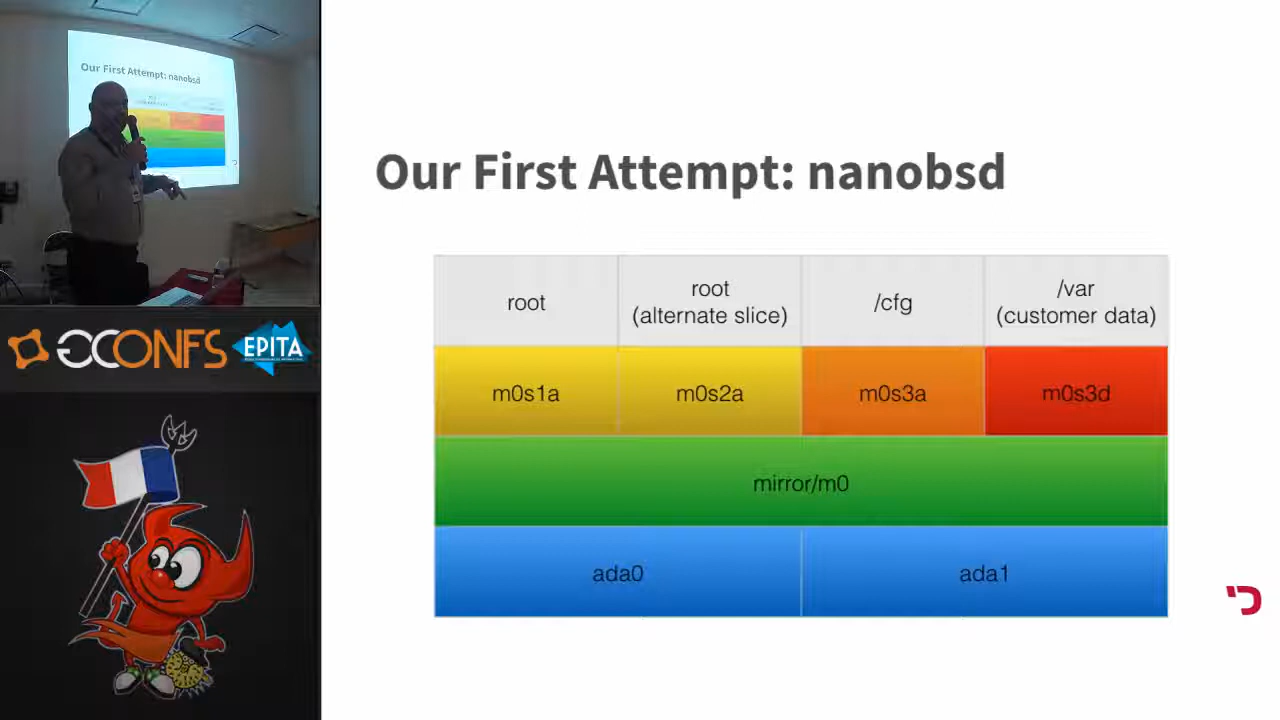 Our First Attempt: nanobsd
Our First Attempt: nanobsd
root
root
(alternate slice)
/cfg
/var
(customer data)
m0s1a
m0s2a
m0s3a
m0s3d
mirror/m0
ada0
ada1
GCONFS
EPITA